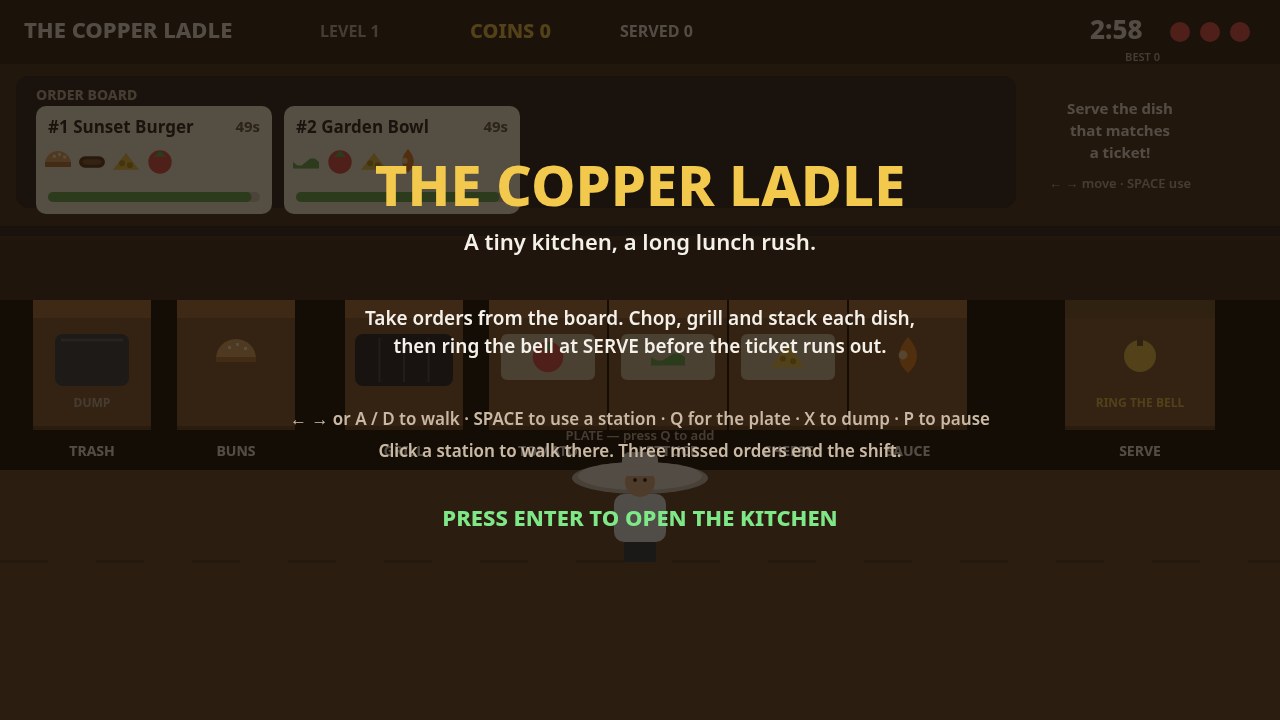 THE COPPER LADLE
LEVEL 1
COINS 0
SERVED 0
2:58
BEST 0
ORDER BOARD
#1 Sunset Burger 49s
#2 Garden Bowl 49s
Serve the dish
that matches
a ticket!
← → move · SPACE use
THE COPPER LADLE
A tiny kitchen, a long lunch rush.
Take orders from the board. Chop, grill and stack each dish,
then ring the bell at SERVE before the ticket runs out.
DUMP
RING THE BELL
← → or A / D to walk · SPACE to use a station · Q for the plate · X to dump · P to pause
PLATE — press Q to add
Click a station to walk there. Three missed orders end the shift.
TRASH
BUNS
SERVE
PRESS ENTER TO OPEN THE KITCHEN